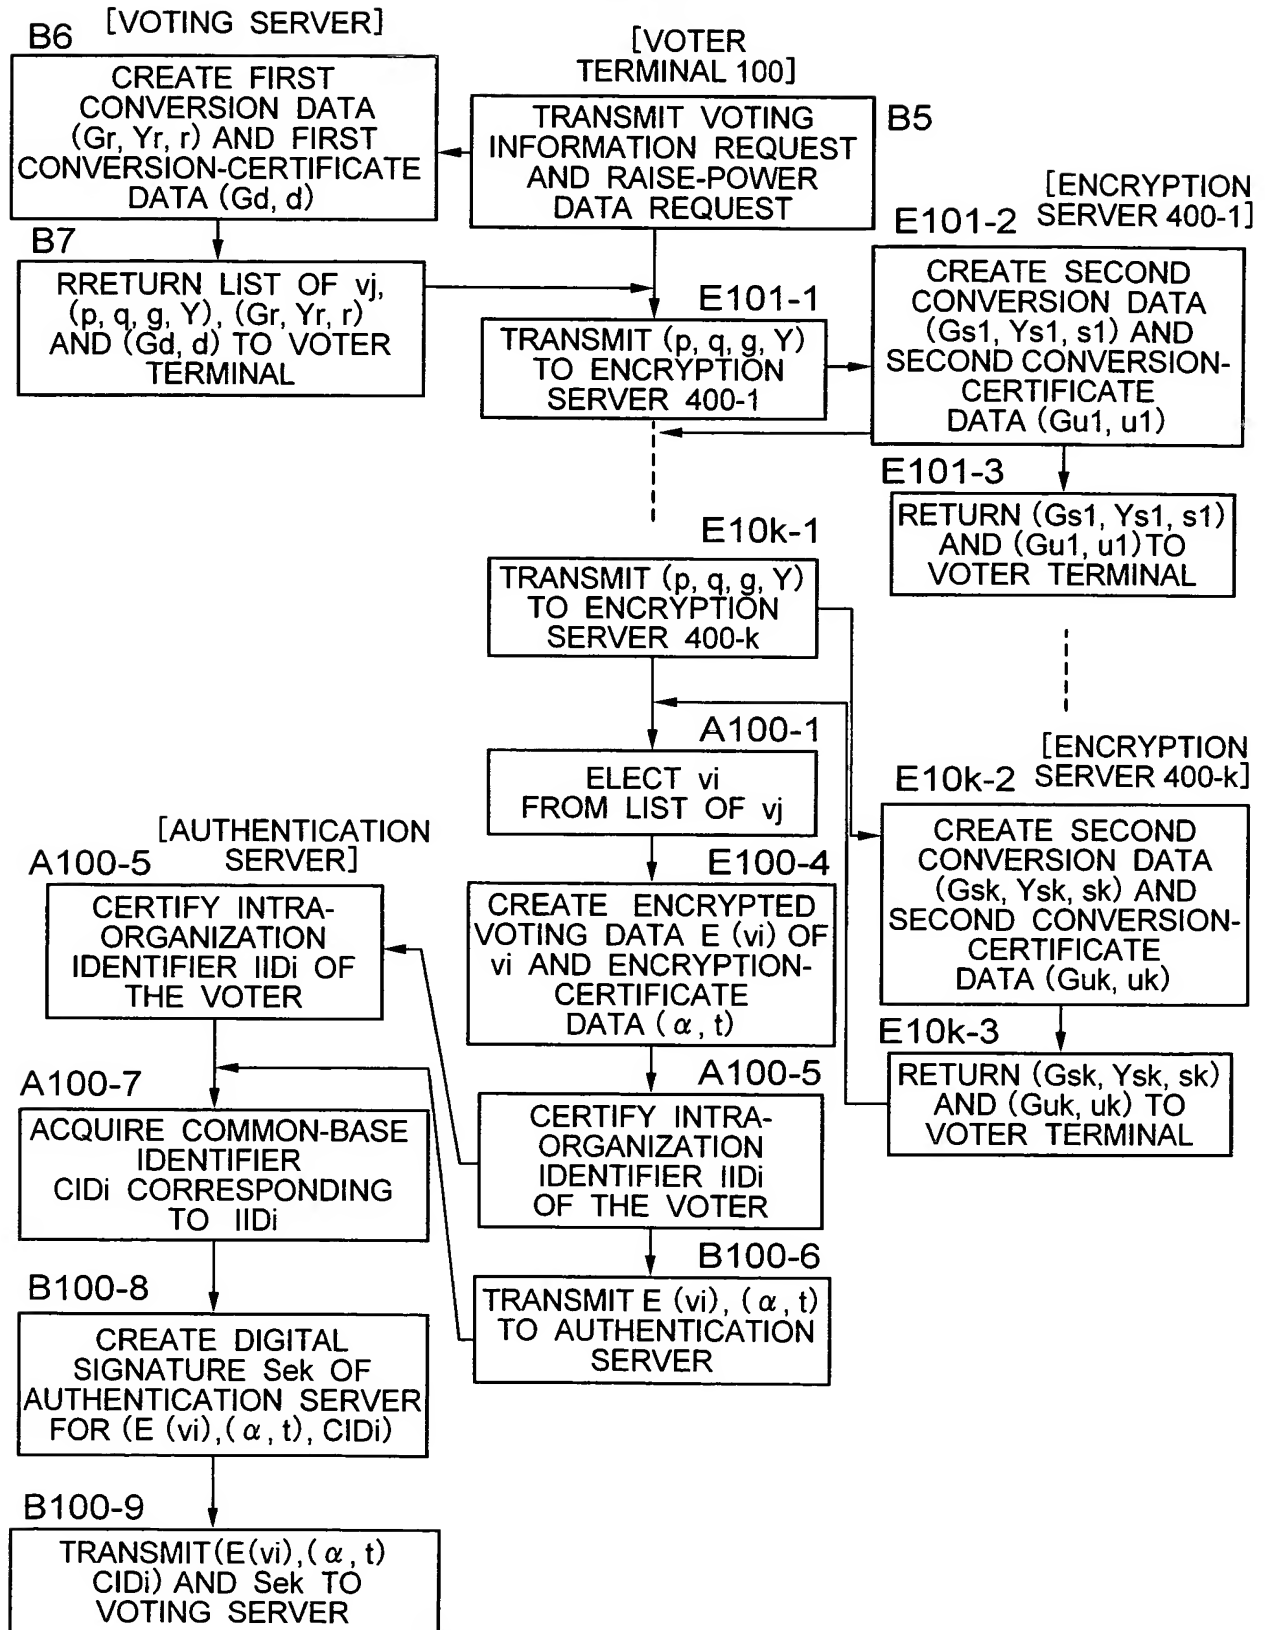 [VOTING SERVER]
B6
CREATE FIRST
CONVERSION DATA
(Gr, Yr, r) AND FIRST
CONVERSION-CERTIFICATE
DATA (Gd, d)
[VOTER
TERMINAL 100]
B5
TRANSMIT VOTING
INFORMATION REQUEST
AND RAISE-POWER
DATA REQUEST
B7
RRETURN LIST OF vj,
(p, q, g, Y), (Gr, Yr, r)
AND (Gd, d) TO VOTER
TERMINAL
E101-1
TRANSMIT (p, q, g, Y)
TO ENCRYPTION
SERVER 400-1
[ENCRYPTION
SERVER 400-1]
E101-2
CREATE SECOND
CONVERSION DATA
(Gs1, Ys1, s1) AND
SECOND CONVERSION-
CERTIFICATE
DATA (Gu1, u1)
E101-3
RETURN (Gs1, Ys1, s1)
AND (Gu1, u1) TO
VOTER TERMINAL
E10k-1
TRANSMIT (p, q, g, Y)
TO ENCRYPTION
SERVER 400-k
[ENCRYPTION
SERVER 400-k]
E10k-2
CREATE SECOND
CONVERSION DATA
(Gsk, Ysk, sk) AND
SECOND CONVERSION-
CERTIFICATE
DATA (Guk, uk)
E10k-3
RETURN (Gsk, Ysk, sk)
AND (Guk, uk) TO
VOTER TERMINAL
A100-1
ELECT vi
FROM LIST OF vj
E100-4
CREATE ENCRYPTED
VOTING DATA E (vi) OF
vi AND ENCRYPTION-
CERTIFICATE
DATA (α, t)
A100-5
CERTIFY INTRA-
ORGANIZATION
IDENTIFIER IIDi
OF THE VOTER
B100-6
TRANSMIT E (vi), (α, t)
TO AUTHENTICATION
SERVER
[AUTHENTICATION
SERVER]
A100-5
CERTIFY INTRA-
ORGANIZATION
IDENTIFIER IIDi OF
THE VOTER
A100-7
ACQUIRE COMMON-BASE
IDENTIFIER
CIDi CORRESPONDING
TO IIDi
B100-8
CREATE DIGITAL
SIGNATURE Sek OF
AUTHENTICATION SERVER
FOR (E (vi), (α, t), CIDi)
B100-9
TRANSMIT(E(vi), (α, t)
CIDi) AND Sek TO
VOTING SERVER